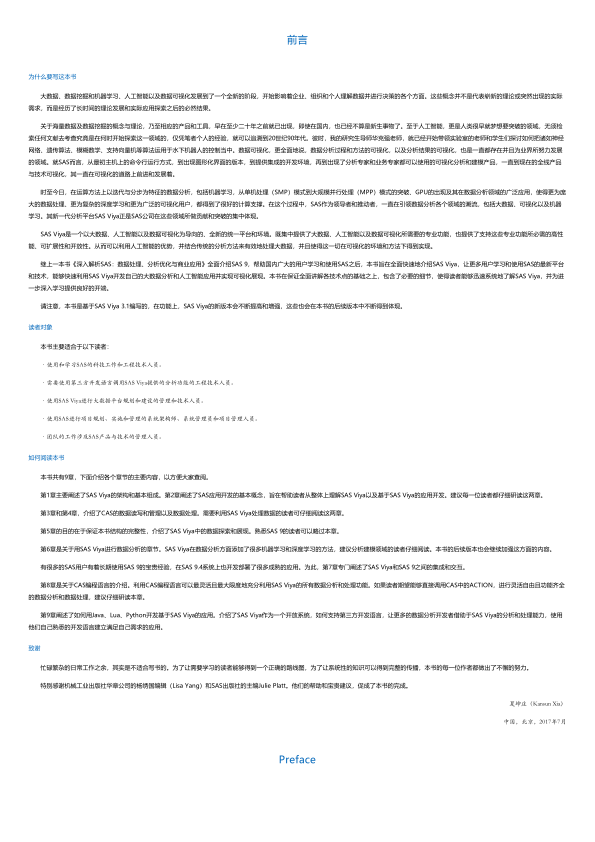 前言
为什么要写这本书
大数据、数据挖掘和机器学习、人工智能以及数据可视化发展到了一个全新的阶段，开始影响着企业、组织和个人理解数据并进行决策的各个方面。这些概念并不是代表崭新的理论或突然出现的实际
需求，而是经历了长时间的理论发展和实际应用探索之后的必然结果。
关于海量数据及数据挖掘的概念与理论，乃至相应的产品和工具，早在至少二十年之前就已出现，即使在国内，也已经不算是新生事物了。至于人工智能，更是人类很早就梦想要突破的领域，无须检
索任何文献去考查究竟是在何时开始探索这一领域的，仅凭笔者个人的经验，就可以追溯到20世纪90年代。彼时，我的研究生导师华克强老师，就已经开始带领实验室的老师和学生们探讨如何把诸如神经
网络、遗传算法、模糊数学、支持向量机等算法运用于水下机器人的控制当中。数据可视化，更全面地说，数据分析过程和方法的可视化，以及分析结果的可视化，也是一直都存在并且为业界所努力发展
的领域。就SAS而言，从最初主机上的命令行运行方式，到出现图形化界面的版本，到提供集成的开发环境，再到出现了分析专家和业务专家都可以使用的可视化分析和建模产品，一直到现在的全线产品
与技术可视化，其一直在可视化的道路上前进和发展着。
时至今日，在运算方法上以迭代与分步为特征的数据分析，包括机器学习，从单机处理（SMP）模式到大规模并行处理（MPP）模式的突破，GPU的出现及其在数据分析领域的广泛应用，使得更为庞
大的数据处理、更为复杂的深度学习和更为广泛的可视化用户，都得到了很好的计算支撑。在这个过程中，SAS作为领导者和推动者，一直在引领数据分析各个领域的潮流，包括大数据、可视化以及机器
学习。其新一代分析平台SAS Viya正是SAS公司在这些领域所做贡献和突破的集中体现。
SAS Viya是一个以大数据、人工智能以及数据可视化为导向的、全新的统一平台和环境。既集中提供了大数据、人工智能以及数据可视化所需要的专业功能，也提供了支持这些专业功能所必需的高性
能、可扩展性和开放性。从而可以利用人工智能的优势，并结合传统的分析方法来有效地处理大数据，并且使得这一切在可视化的环境和方法下得到实现。
继上一本书《深入解析SAS：数据处理、分析优化与商业应用》全面介绍SAS 9，帮助国内广大的用户学习和使用SAS之后，本书旨在全面快速地介绍SAS Viya，让更多用户学习和使用SAS的最新平台
和技术，能够快速利用SAS Viya开发自己的大数据分析和人工智能应用并实现可视化展现。本书在保证全面讲解各技术点的基础之上，包含了必要的细节，使得读者能够迅速系统地了解SAS Viya，并为进
一步深入学习提供良好的开端。
请注意，本书是基于SAS Viya 3.1编写的，在功能上，SAS Viya的新版本会不断提高和增强，这些也会在本书的后续版本中不断得到体现。
读者对象
本书主要适合于以下读者：
·使用和学习SAS的科技工作和工程技术人员。
·需要使用第三方开发语言调用SAS Viya提供的分析功能的工程技术人员。
·使用SAS Viya进行大数据平台规划和建设的管理和技术人员。
·使用SAS进行项目规划、实施和管理的系统架构师、系统管理员和项目管理人员。
·团队的工作涉及SAS产品与技术的管理人员。
如何阅读本书
本书共有9章，下面介绍各个章节的主要内容，以方便大家查阅。
第1章主要阐述了SAS Viya的架构和基本组成。第2章阐述了SAS应用开发的基本概念，旨在帮助读者从整体上理解SAS Viya以及基于SAS Viya的应用开发。建议每一位读者都仔细研读这两章。
第3章和第4章，介绍了CAS的数据读写和管理以及数据处理。需要利用SAS Viya处理数据的读者可仔细阅读这两章。
第5章的目的在于保证本书结构的完整性，介绍了SAS Viya中的数据探索和展现。熟悉SAS 9的读者可以略过本章。
第6章是关于用SAS Viya进行数据分析的章节。SAS Viya在数据分析方面添加了很多机器学习和深度学习的方法，建议分析建模领域的读者仔细阅读。本书的后续版本也会继续加强这方面的内容。
有很多的SAS用户有着长期使用SAS 9的宝贵经验，在SAS 9.4系统上也开发部署了很多成熟的应用。为此，第7章专门阐述了SAS Viya和SAS 9之间的集成和交互。
第8章是关于CAS编程语言的介绍，利用CAS编程语言可以最灵活且最大限度地充分利用SAS Viya的所有数据分析和处理功能。如果读者期望能够直接调用CAS中的ACTION，进行灵活自由且功能齐全
的数据分析和数据处理，建议仔细研读本章。
第9章阐述了如何用Java、Lua、Python开发基于SAS Viya的应用。介绍了SAS Viya作为一个开放系统，如何支持第三方开发语言，让更多的数据分析开发者借助于SAS Viya的分析和处理能力，使用
他们自己熟悉的开发语言建立满足自己需求的应用。
致谢
忙碌繁杂的日常工作之余，其实是不适合写书的。为了让需要学习的读者能够得到一个正确的路线图，为了让系统性的知识可以得到完整的传播，本书的每一位作者都做出了不懈的努力。
特别感谢机械工业出版社华章公司的杨绣国编辑（Lisa Yang）和SAS出版社的主编Julie Platt。他们的帮助和宝贵建议，促成了本书的完成。
夏坤庄（Kansun Xia）
中国，北京，2017年7月
Preface